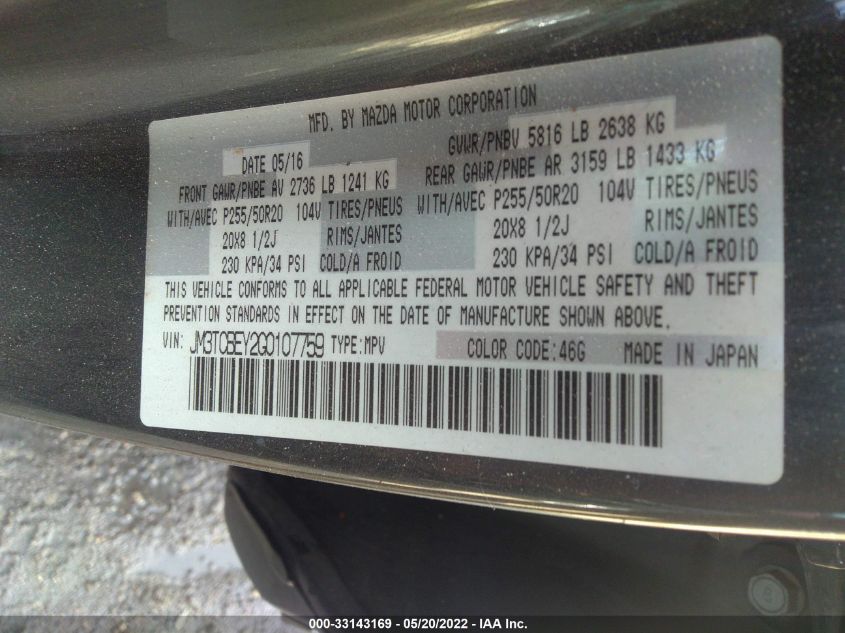 MFD. BY MAZDA MOTOR CORPORATION
DATE 05/16 GVWR/PNBV 5816 LB 2638 KG
FRONT GAWR/PNBE AV 2736 LB 1241 KG REAR GAWR/PNBE AR 3159 LB 1433 KG
WITH/AVEC P255/50R20 104V TIRES/PNEUS WITH/AVEC P255/50R20 104V TIRES/PNEUS
20X8 1/2J RIMS/JANTES 20X8 1/2J RIMS/JANTES
230 KPA/34 PSI COLD/A FROID 230 KPA/34 PSI COLD/A FROID
THIS VEHICLE CONFORMS TO ALL APPLICABLE FEDERAL MOTOR VEHICLE SAFETY AND THEFT
PREVENTION STANDARDS IN EFFECT ON THE DATE OF MANUFACTURE SHOWN ABOVE.
VIN: JM3TCBEY2G0107759 TYPE:MPV COLOR CODE:46G MADE IN JAPAN
000-33143169 - 05/20/2022 - IAA Inc.